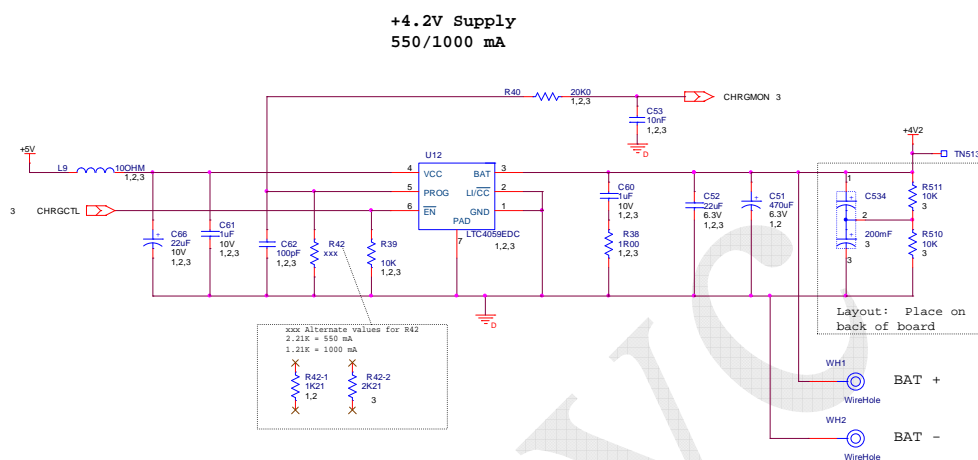 +4.2V Supply
550/1000 mA
R40
20K0
1,2,3
CHRGMON 3
C53
10nF
1,2,3
D
+5V
L9
10OHM
1,2,3
U12
4 VCC
BAT 3
5 PROG
LI/CC 2
6 EN
GND 1
PAD
7
LTC4059EDC
1,2,3
3 CHRGCTL
C66
22uF
10V
1,2,3
C61
1uF
10V
1,2,3
C62
100pF
1,2,3
R42
xxx
R39
10K
1,2,3
D
C60
1uF
10V
1,2,3
R38
1R00
1,2,3
C52
22uF
6.3V
1,2,3
C51
470uF
6.3V
1,2
+4V2
TN513
1
C534
2
200mF
3
3
R511
10K
3
R510
10K
3
Layout: Place on
back of board
xxx Alternate values for R42
2.21K = 550 mA
1.21K = 1000 mA
R42-1
1K21
1,2
R42-2
2K21
3
WH1
BAT +
WireHole
WH2
BAT -
WireHole